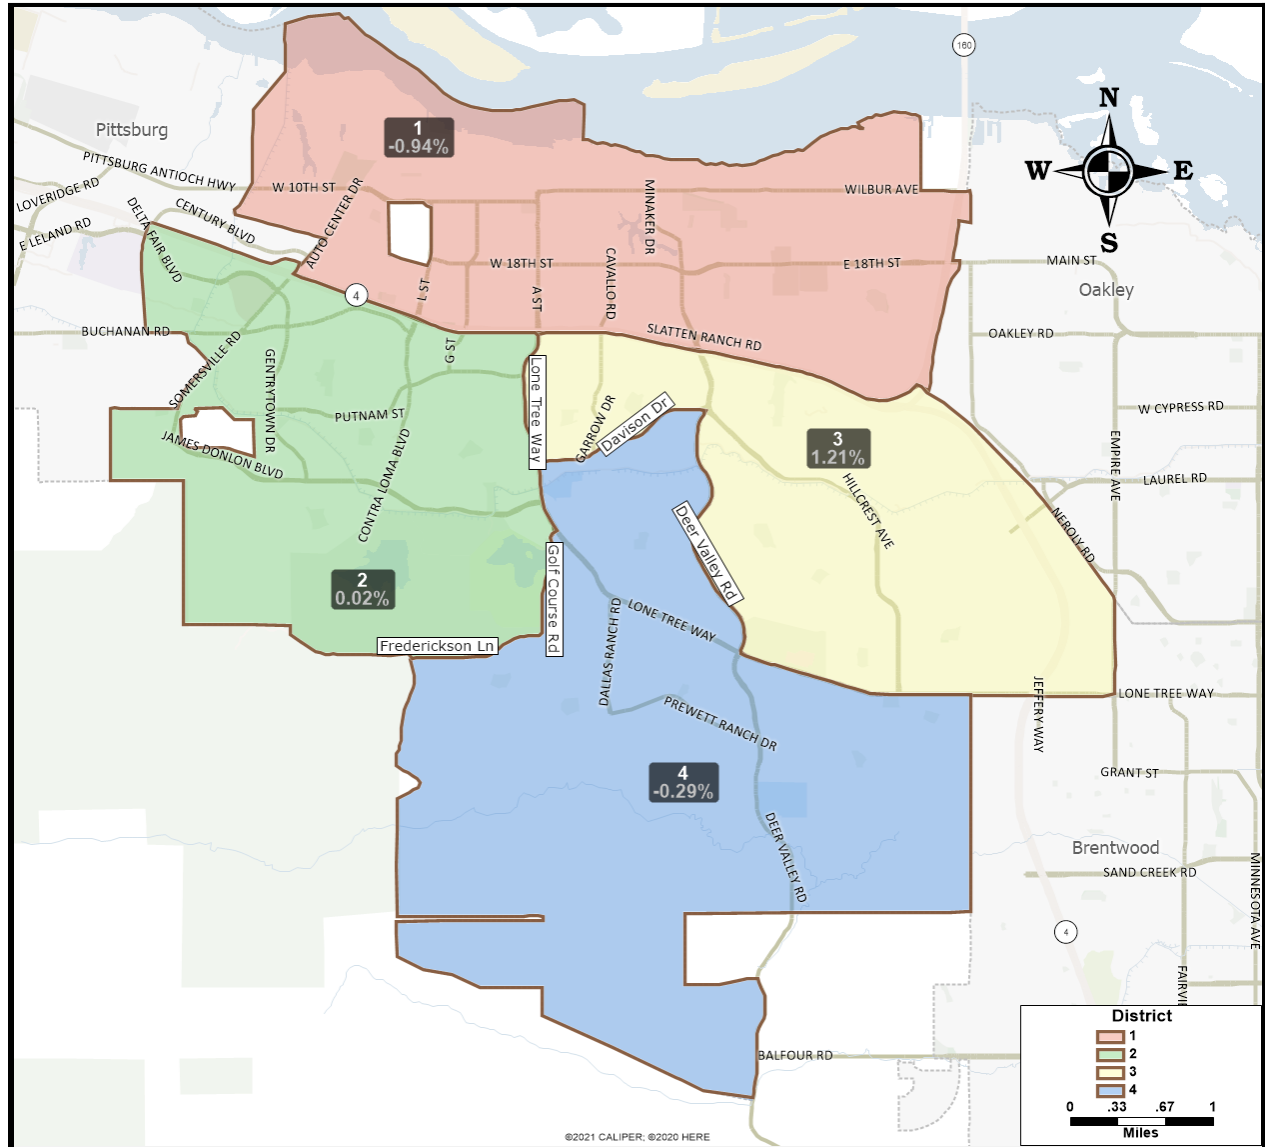 160
N
Pittsburg
1
-0.94%
PITTSBURG ANTIOCH HWY
W
E
W 10TH ST
MINAKER DR
WILBUR AVE
LOVERIDGE RD
AUTO CENTER DR
DELTA FAIR BLVD
CENTURY BLVD
E LELAND RD
S
W 18TH ST
E 18TH ST
MAIN ST
CAVALLO RD
L ST
A ST
4
Oakley
BUCHANAN RD
SLATTEN RANCH RD
OAKLEY RD
SOMERSVILLE RD
G ST
GENTRYTOWN DR
Lone Tree Way
GARROW DR
Davison Dr
PUTNAM ST
W CYPRESS RD
JAMES DONLON BLVD
CONTRA LOMA BLVD
3
1.21%
EMPIRE AVE
LAUREL RD
HILLCREST AVE
NEROLY RD
Deer Valley Rd
Golf Course Rd
2
0.02%
LONE TREE WAY
DALLAS RANCH RD
Frederickson Ln
JEFFERY WAY
LONE TREE WAY
PREWETT RANCH DR
4
-0.29%
GRANT ST
DEER VALLEY RD
Brentwood
SAND CREEK RD
MINNESOTA AVE
4
FAIRVIE
BALFOUR RD
District
1
2
3
4
0 .33 .67 1
Miles
©2021 CALIPER; ©2020 HERE